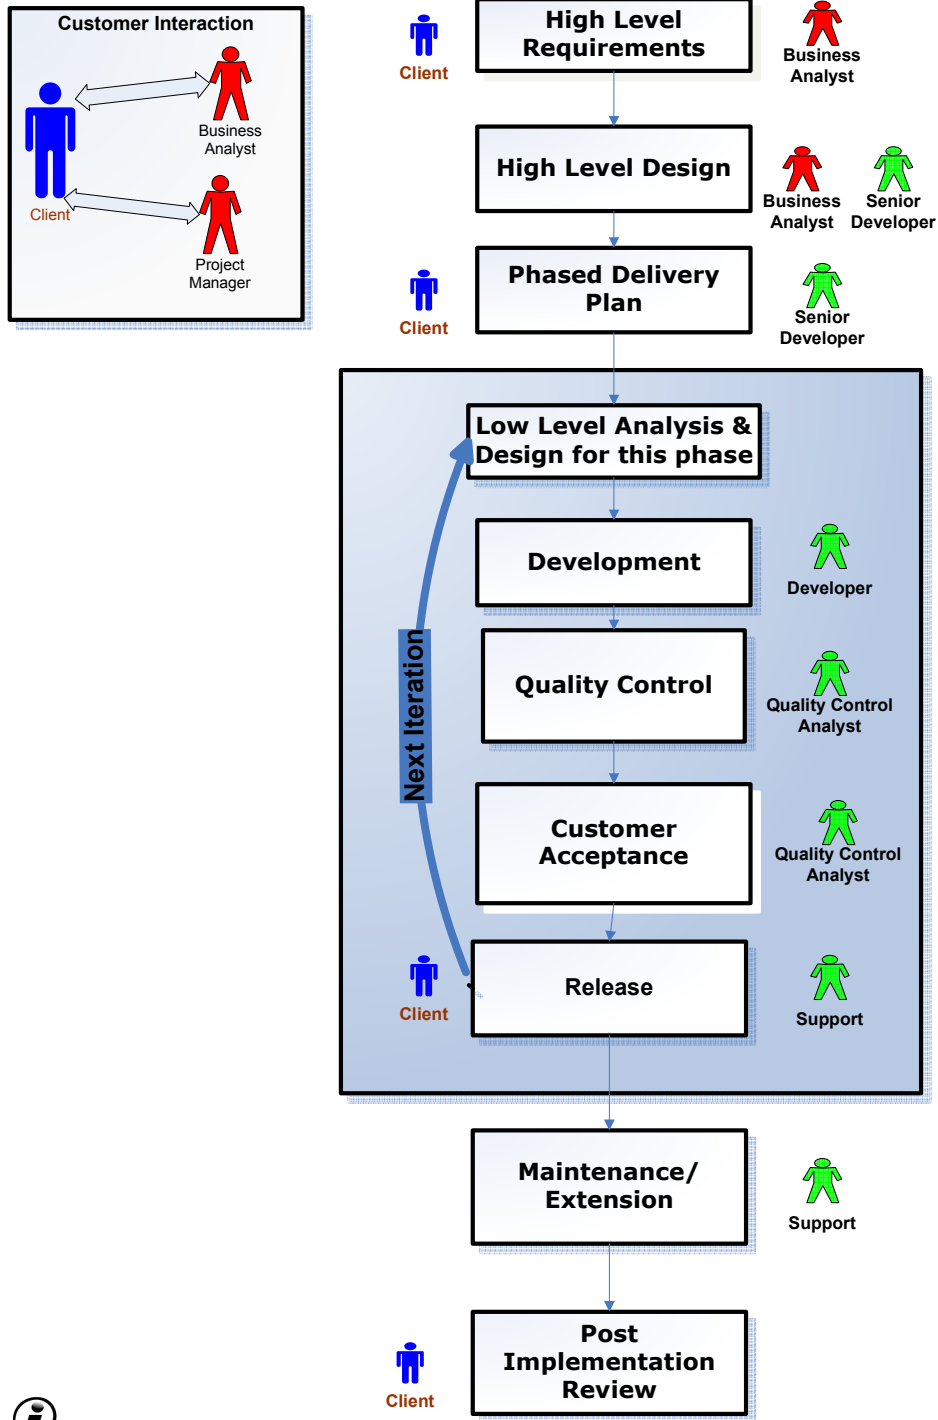 Customer Interaction
Business
Analyst
Client
Project
Manager
High Level
Requirements
Client
Business
Analyst
High Level Design
Business
Analyst
Senior
Developer
Phased Delivery
Plan
Client
Senior
Developer
Low Level Analysis &
Design for this phase
Development
Developer
Next Iteration
Quality Control
Quality Control
Analyst
Customer
Acceptance
Quality Control
Analyst
Release
Client
Support
Maintenance/
Extension
Support
Post
Implementation
Review
Client